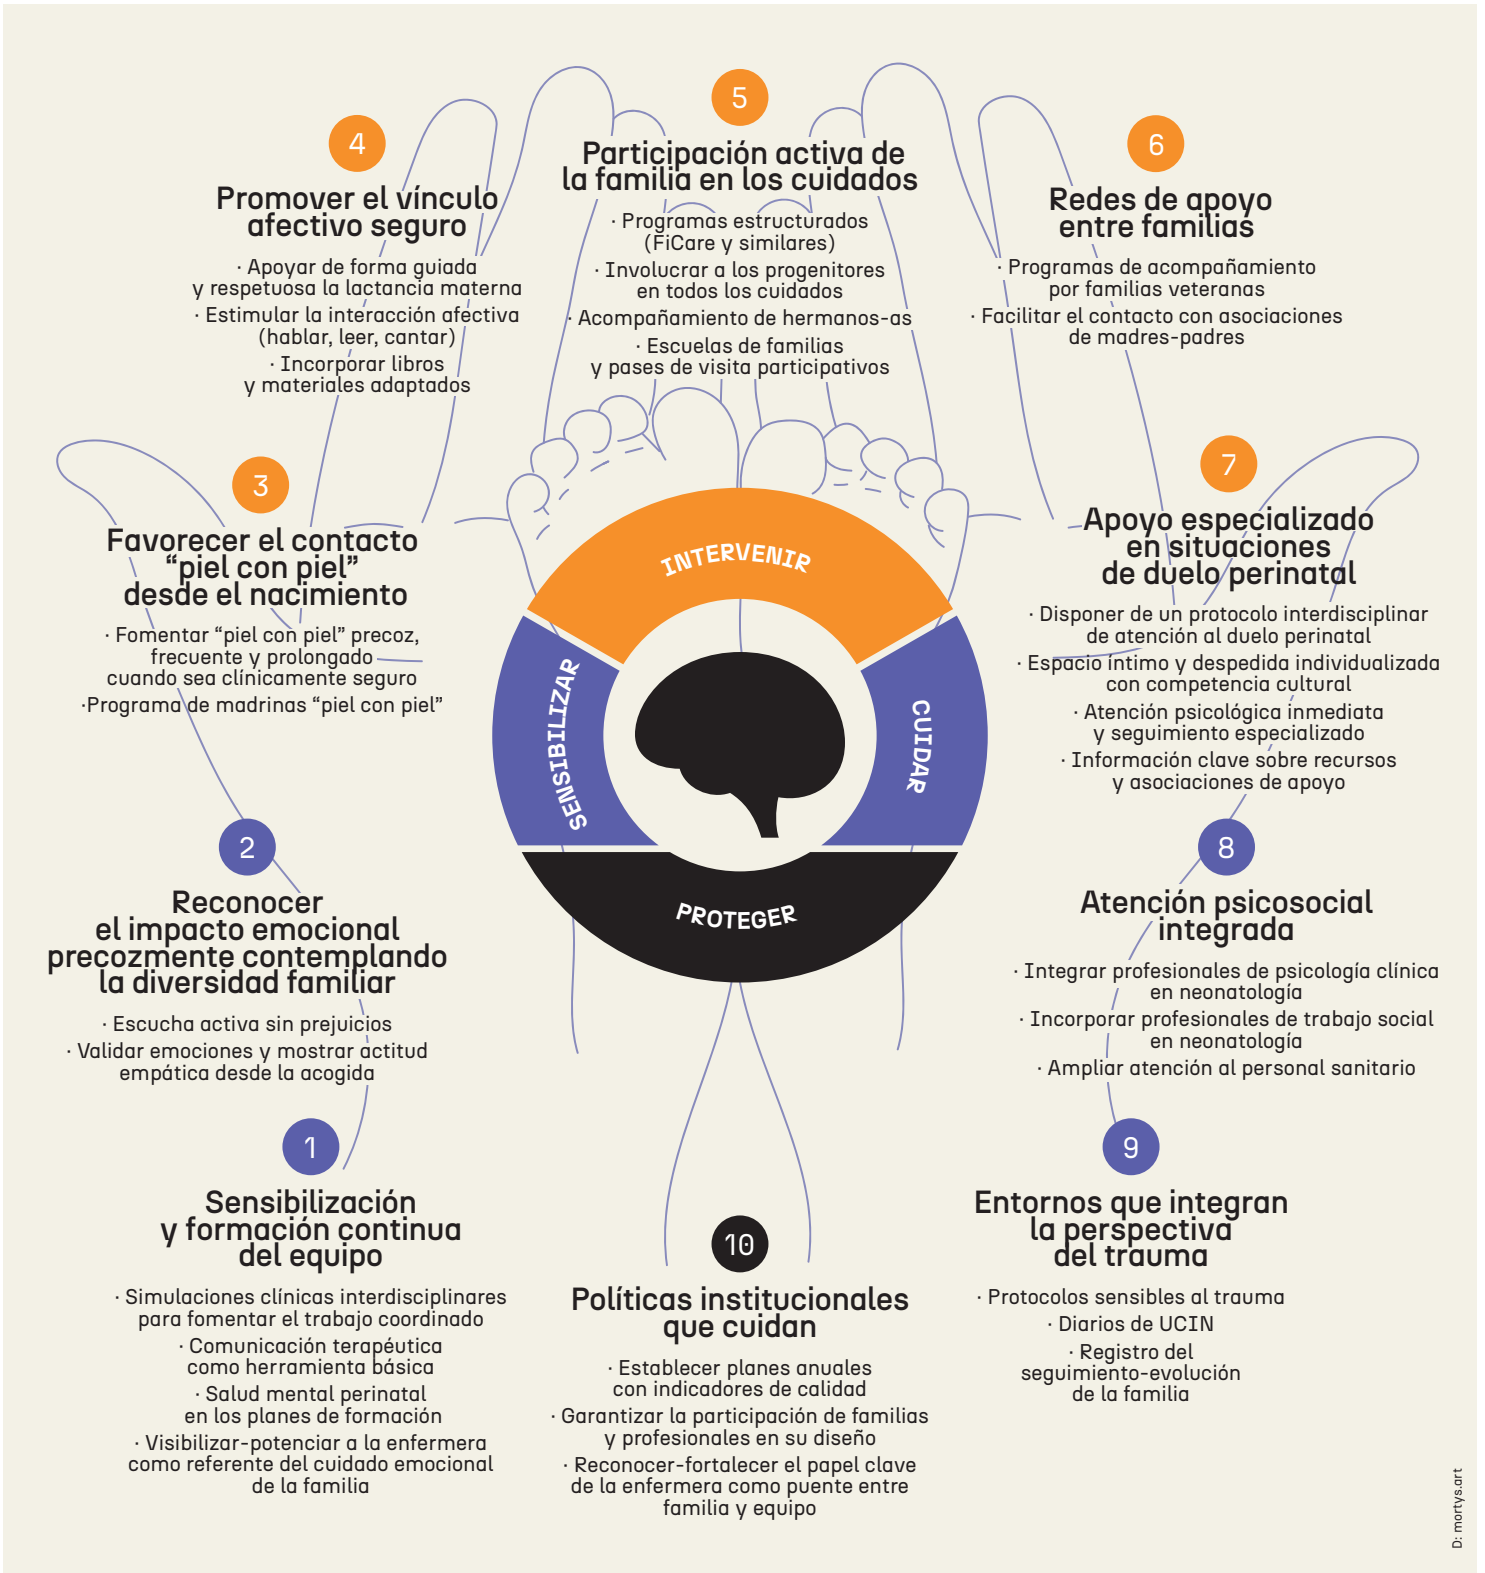 5
Participación activa de
la familia en los cuidados
· Programas estructurados
(FiCare y similares)
· Involucrar a los progenitores
en todos los cuidados
· Acompañamiento de hermanos-as
· Escuelas de familias
y pases de visita participativos
4
Promover el vínculo
afectivo seguro
· Apoyar de forma guiada
y respetuosa la lactancia materna
· Estimular la interacción afectiva
(hablar, leer, cantar)
· Incorporar libros
y materiales adaptados
6
Redes de apoyo
entre familias
· Programas de acompañamiento
por familias veteranas
· Facilitar el contacto con asociaciones
de madres-padres
3
Favorecer el contacto
“piel con piel”
desde el nacimiento
· Fomentar “piel con piel” precoz,
frecuente y prolongado
cuando sea clínicamente seguro
·Programa de madrinas “piel con piel”
7
Apoyo especializado
en situaciones
de duelo perinatal
· Disponer de un protocolo interdisciplinar
de atención al duelo perinatal
· Espacio íntimo y despedida individualizada
con competencia cultural
· Atención psicológica inmediata
y seguimiento especializado
· Información clave sobre recursos
y asociaciones de apoyo
INTERVENIR
SENSIBILIZAR
CUIDAR
PROTEGER
2
Reconocer
el impacto emocional
precozmente contemplando
la diversidad familiar
· Escucha activa sin prejuicios
· Validar emociones y mostrar actitud
empática desde la acogida
8
Atención psicosocial
integrada
· Integrar profesionales de psicología clínica
en neonatología
· Incorporar profesionales de trabajo social
en neonatología
· Ampliar atención al personal sanitario
1
Sensibilización
y formación continua
del equipo
· Simulaciones clínicas interdisciplinares
para fomentar el trabajo coordinado
· Comunicación terapéutica
como herramienta básica
· Salud mental perinatal
en los planes de formación
· Visibilizar-potenciar a la enfermera
como referente del cuidado emocional
de la familia
10
Políticas institucionales
que cuidan
· Establecer planes anuales
con indicadores de calidad
· Garantizar la participación de familias
y profesionales en su diseño
· Reconocer-fortalecer el papel clave
de la enfermera como puente entre
familia y equipo
9
Entornos que integran
la perspectiva
del trauma
· Protocolos sensibles al trauma
· Diarios de UCIN
· Registro del
seguimiento-evolución
de la familia
D: mortys.art